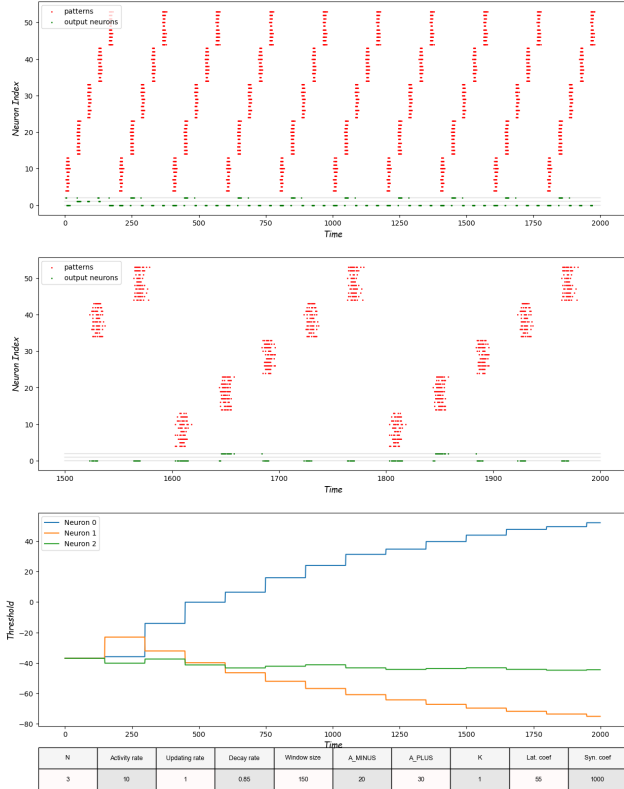 patterns
output neurons
Neuron Index
50
40
30
20
10
0
0
250
500
750
1000
1250
1500
1750
2000
Time
patterns
output neurons
Neuron Index
50
40
30
20
10
0
1500
1600
1700
1800
1900
2000
Time
Neuron 0
Neuron 1
Neuron 2
Threshold
40
20
0
−20
−40
−60
−80
0
250
500
750
1000
1250
1500
1750
2000
Time
N Activity rate Updating rate Decay rate Window size A_MINUS A_PLUS K Lat. coef Syn. coef
3 10 1 0.85 150 20 30 1 55 1000